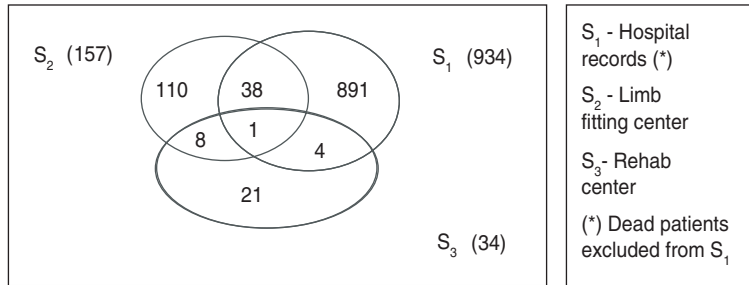 S2 (157)
S1 (934)
110
38
891
8
1
4
21
S3 (34)
S1 - Hospital
records (*)
S2 - Limb
fitting center
S3- Rehab
center
(*) Dead patients
excluded from S1